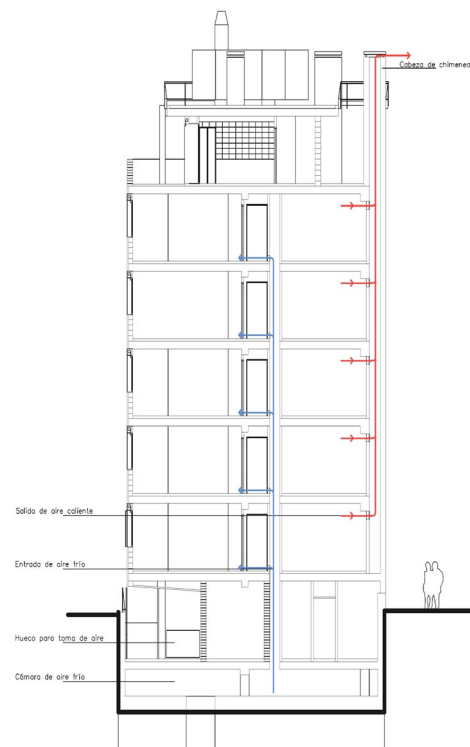 Cabeza de chimenea
Salida de aire caliente
Entrada de aire frío
Hueco para toma de aire
Cámara de aire frío